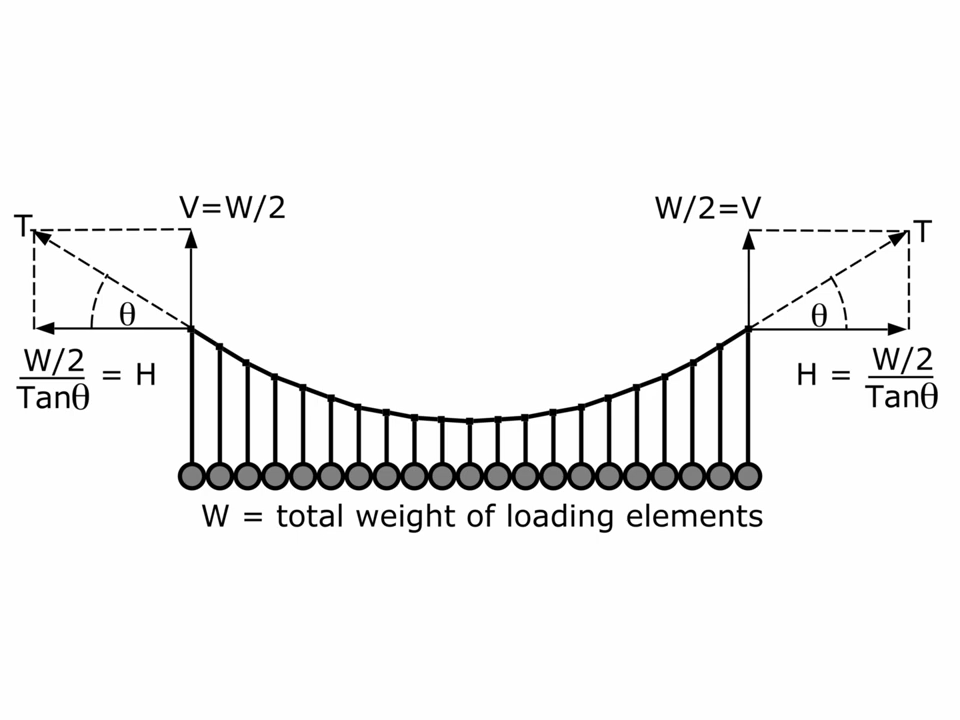 V=W/2
W/2=V
T
T
θ
θ
W/2
Tanθ
= H
H =
W/2
Tanθ
W = total weight of loading elements